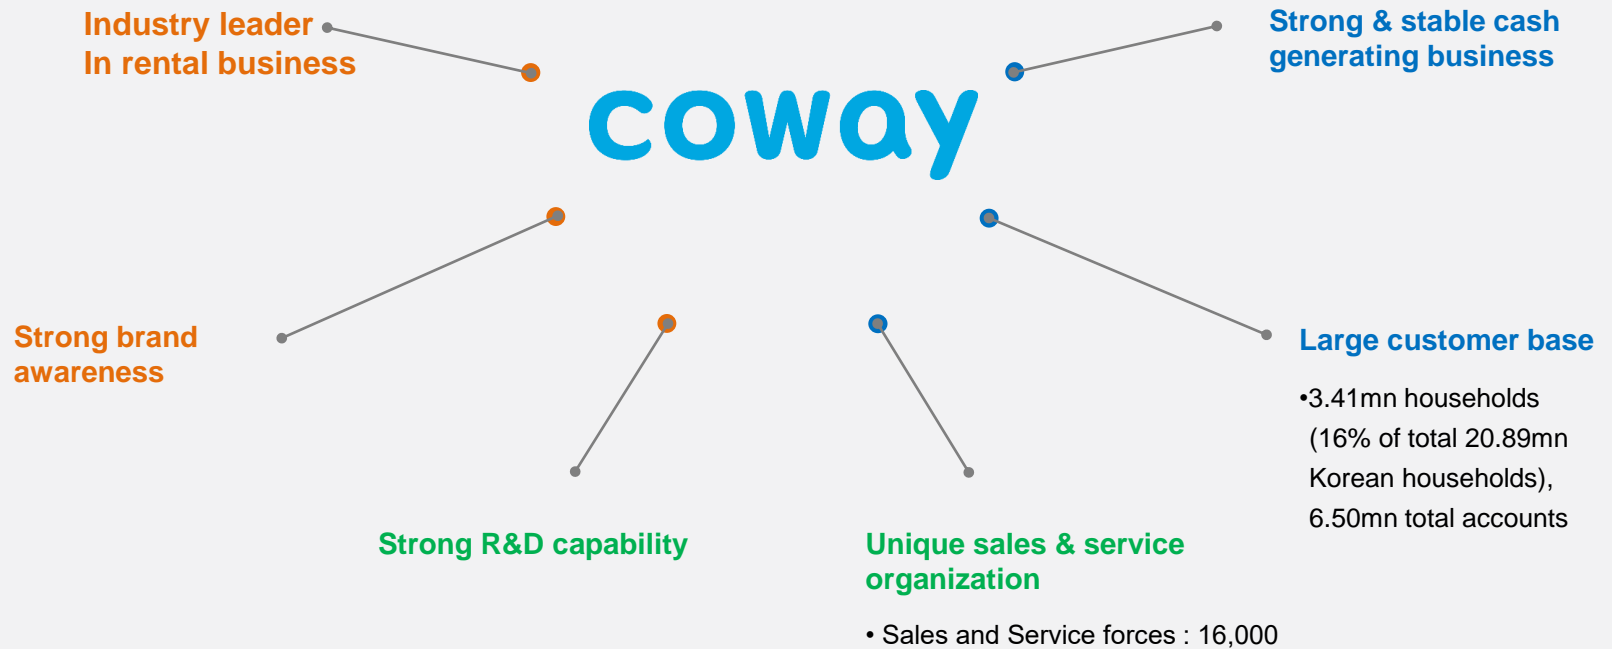 Industry leader
In rental business
Strong & stable cash
generating business
coway
Strong brand
awareness
Large customer base
•3.41mn households
(16% of total 20.89mn
Korean households),
6.50mn total accounts
Strong R&D capability
Unique sales & service
organization
• Sales and Service forces : 16,000